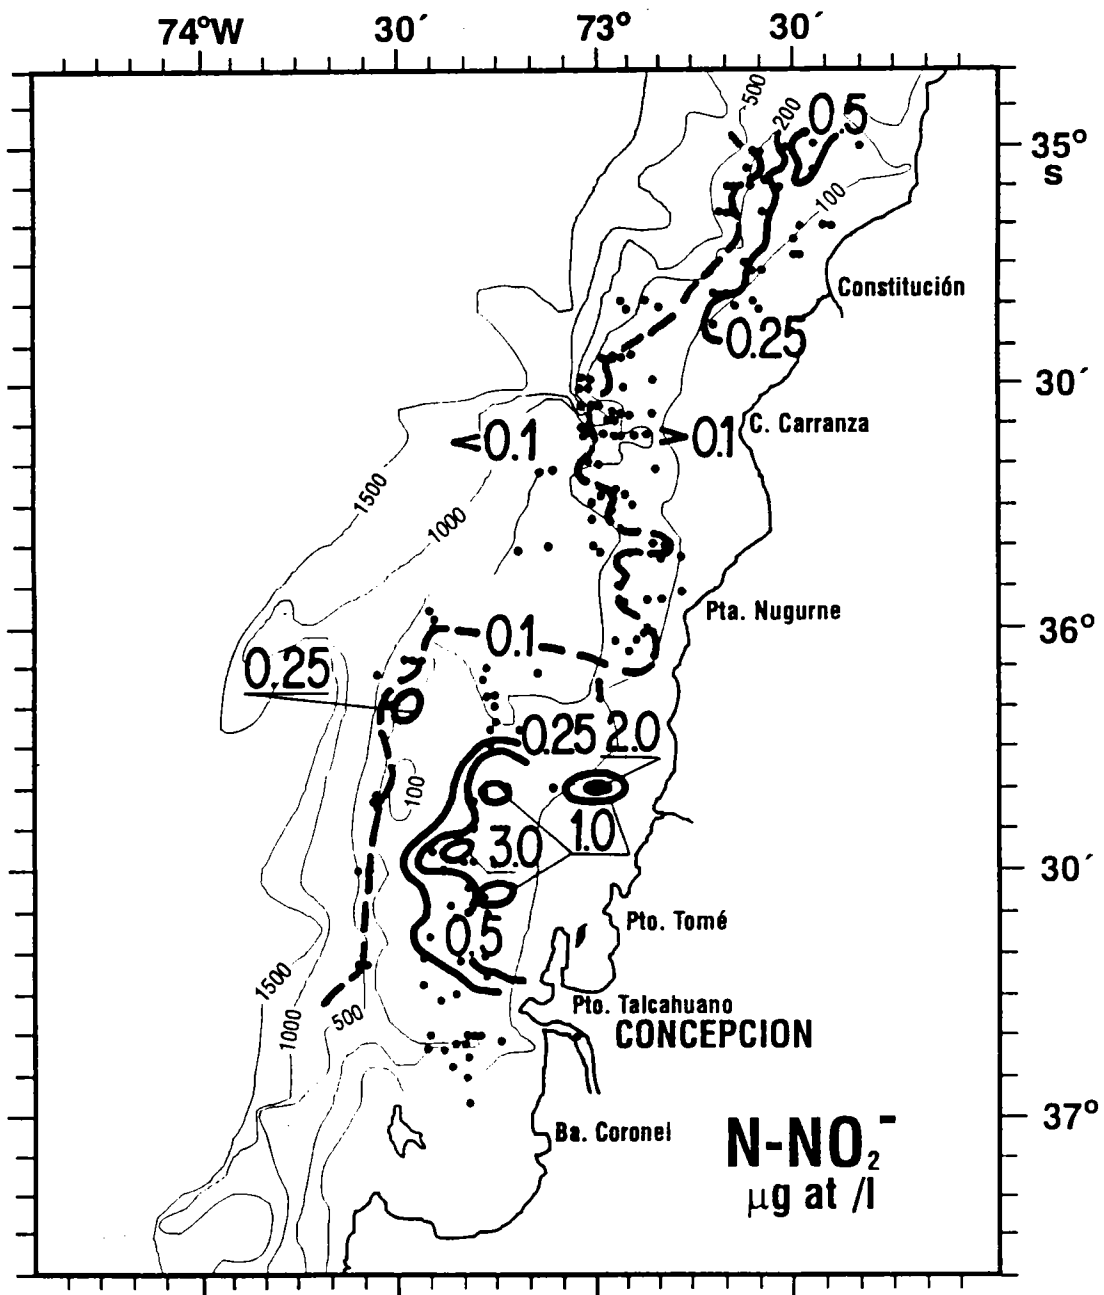 74°W 30´ 73° 30´
500
200
0.5
35°
S
100
Constitución
0.25
30´
<0.1
>0.1
C. Carranza
1500
1000
Pta. Nugurne
0.1
36°
0.25
0.25
2.0
100
1.0
3.0
30´
Pto. Tomé
0.5
1500
Pto. Talcahuano
500
1000
CONCEPCION
37°
Ba. Coronel
N-NO₂⁻
µg at /l